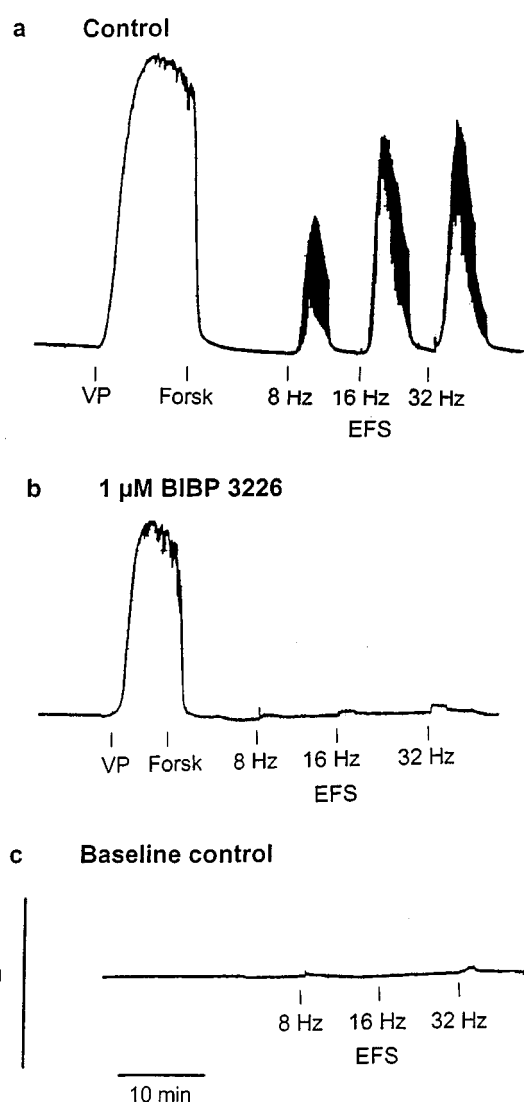 a Control
VP Forsk 8 Hz 16 Hz 32 Hz
EFS
b 1 µM BIBP 3226
VP Forsk 8 Hz 16 Hz 32 Hz
EFS
c Baseline control
8 Hz 16 Hz 32 Hz
EFS
10 min